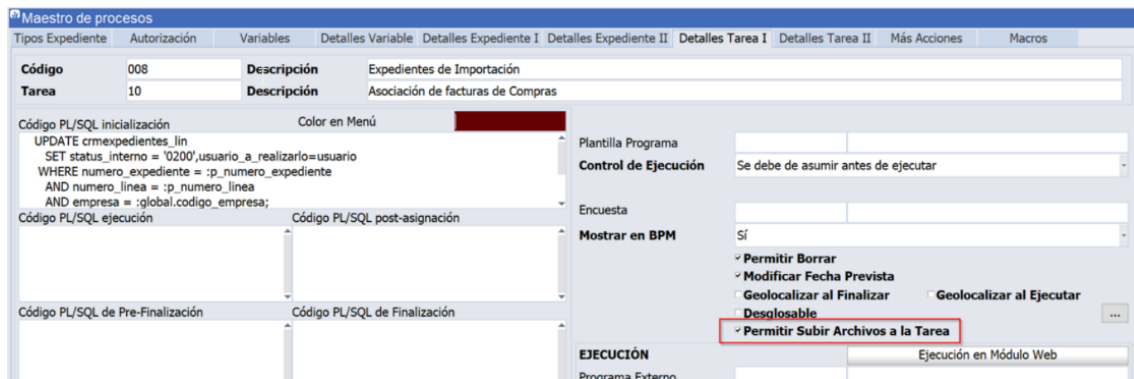 Maestro de procesos
Tipos Expediente Autorización Variables Detalles Variable Detalles Expediente I Detalles Expediente II Detalles Tarea I Detalles Tarea II Más Acciones Macros
Código 008 Descripción Expedientes de Importación
Tarea 10 Descripción Asociación de facturas de Compras
Código PL/SQL inicialización Color en Menú
UPDATE crmexpedientes_lin
SET status_interno = '0200',usuario_a_realizarlo=usuario
WHERE numero_expediente = :p_numero_expediente
AND numero_linea = :p_numero_linea
AND empresa = :global.codigo_empresa;
Código PL/SQL ejecución Código PL/SQL post-asignación
Código PL/SQL de Pre-Finalización Código PL/SQL de Finalización
Plantilla Programa
Control de Ejecución Se debe de asumir antes de ejecutar
Encuesta
Mostrar en BPM Sí
Permitir Borrar
Modificar Fecha Prevista
Geolocalizar al Finalizar Geolocalizar al Ejecutar
Desglosable ...
Permitir Subir Archivos a la Tarea
EJECUCIÓN Ejecución en Módulo Web
Programa Externo